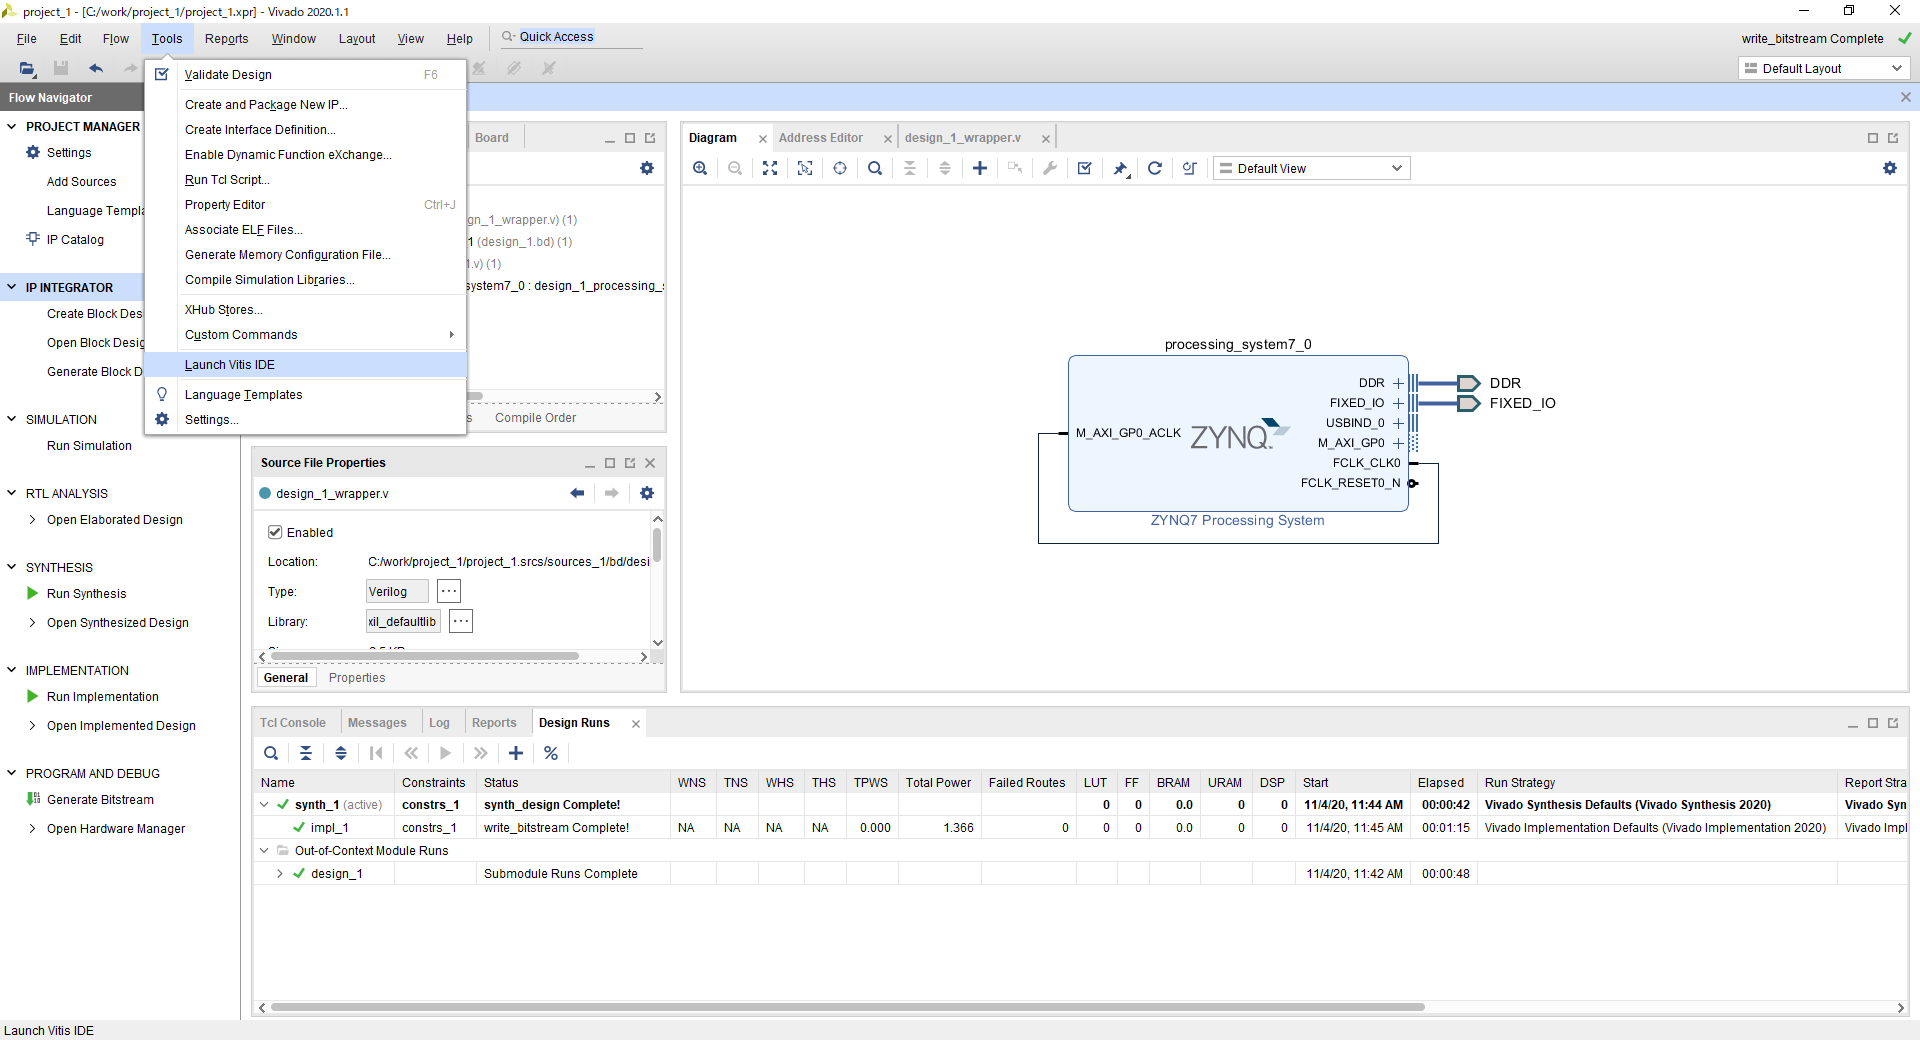 project_1 - [C:/work/project_1/project_1.xpr] - Vivado 2020.1.1
File Edit Flow Tools Reports Window Layout View Help Quick Access
write_bitstream Complete
Default Layout
Flow Navigator
PROJECT MANAGER
Settings
Add Sources
Language Templa
IP Catalog
IP INTEGRATOR
Create Block Des
Open Block Desig
Generate Block D
SIMULATION
Run Simulation
RTL ANALYSIS
Open Elaborated Design
SYNTHESIS
Run Synthesis
Open Synthesized Design
IMPLEMENTATION
Run Implementation
Open Implemented Design
PROGRAM AND DEBUG
Generate Bitstream
Open Hardware Manager
Validate Design F6
Create and Package New IP...
Create Interface Definition...
Enable Dynamic Function eXchange...
Run Tcl Script...
Property Editor Ctrl+J
Associate ELF Files...
Generate Memory Configuration File...
Compile Simulation Libraries...
XHub Stores...
Custom Commands
Launch Vitis IDE
Language Templates
Settings...
Board
gn_1_wrapper.v) (1)
1 (design_1.bd) (1)
1.v) (1)
system7_0 : design_1_processing_s
s Compile Order
Source File Properties
design_1_wrapper.v
Enabled
Location: C:/work/project_1/project_1.srcs/sources_1/bd/desi
Type: Verilog ...
Library: xil_defaultlib ...
General Properties
Diagram Address Editor design_1_wrapper.v
Default View
processing_system7_0
M_AXI_GP0_ACLK
ZYNQ
DDR
FIXED_IO
USBIND_0
M_AXI_GP0
FCLK_CLK0
FCLK_RESET0_N
DDR
FIXED_IO
ZYNQ7 Processing System
Tcl Console Messages Log Reports Design Runs
Name Constraints Status WNS TNS WHS THS TPWS Total Power Failed Routes LUT FF BRAM URAM DSP Start Elapsed Run Strategy Report Stra
synth_1 (active) constrs_1 synth_design Complete! 0 0 0.0 0 0 11/4/20, 11:44 AM 00:00:42 Vivado Synthesis Defaults (Vivado Synthesis 2020) Vivado Syn
impl_1 constrs_1 write_bitstream Complete! NA NA NA NA 0.000 1.366 0 0 0 0.0 0 0 11/4/20, 11:45 AM 00:01:15 Vivado Implementation Defaults (Vivado Implementation 2020) Vivado Impl
Out-of-Context Module Runs
design_1 Submodule Runs Complete 11/4/20, 11:42 AM 00:00:48
Launch Vitis IDE